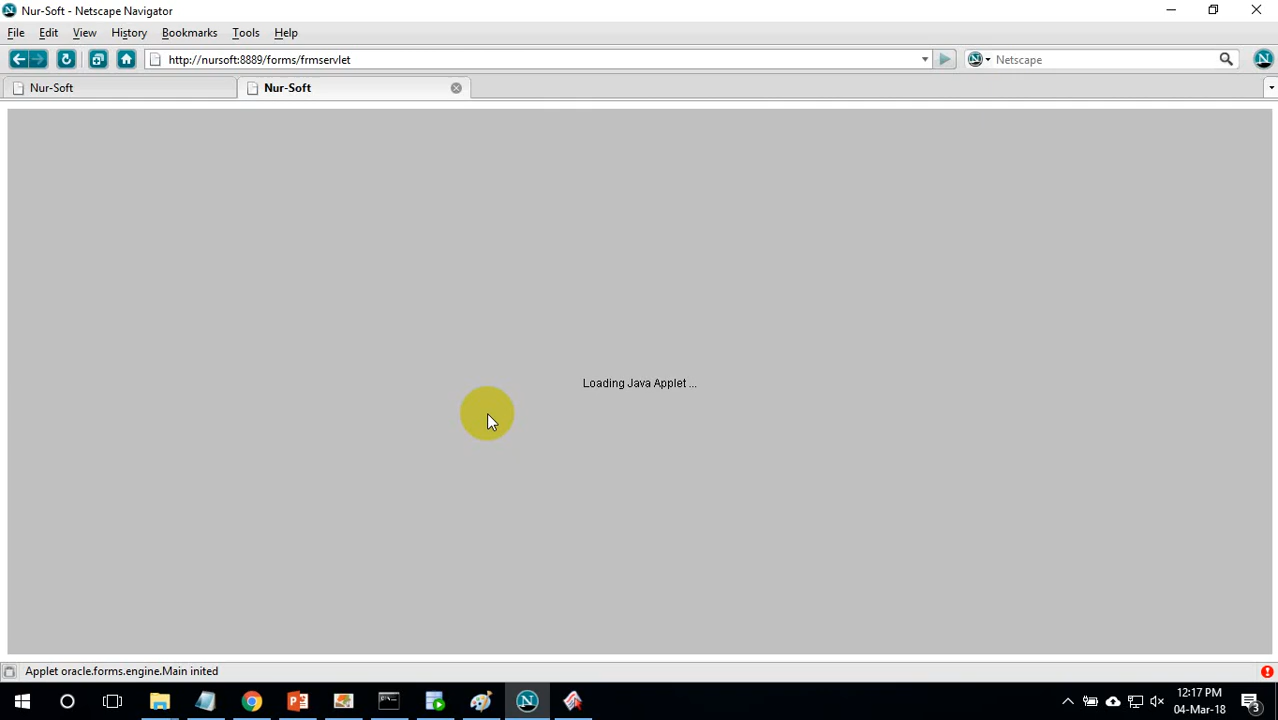 Nur-Soft - Netscape Navigator
File Edit View History Bookmarks Tools Help
http://nursoft:8889/forms/frmservlet
Netscape
Nur-Soft
Nur-Soft
Loading Java Applet ...
Applet oracle.forms.engine.Main inited
12:17 PM
04-Mar-18
3